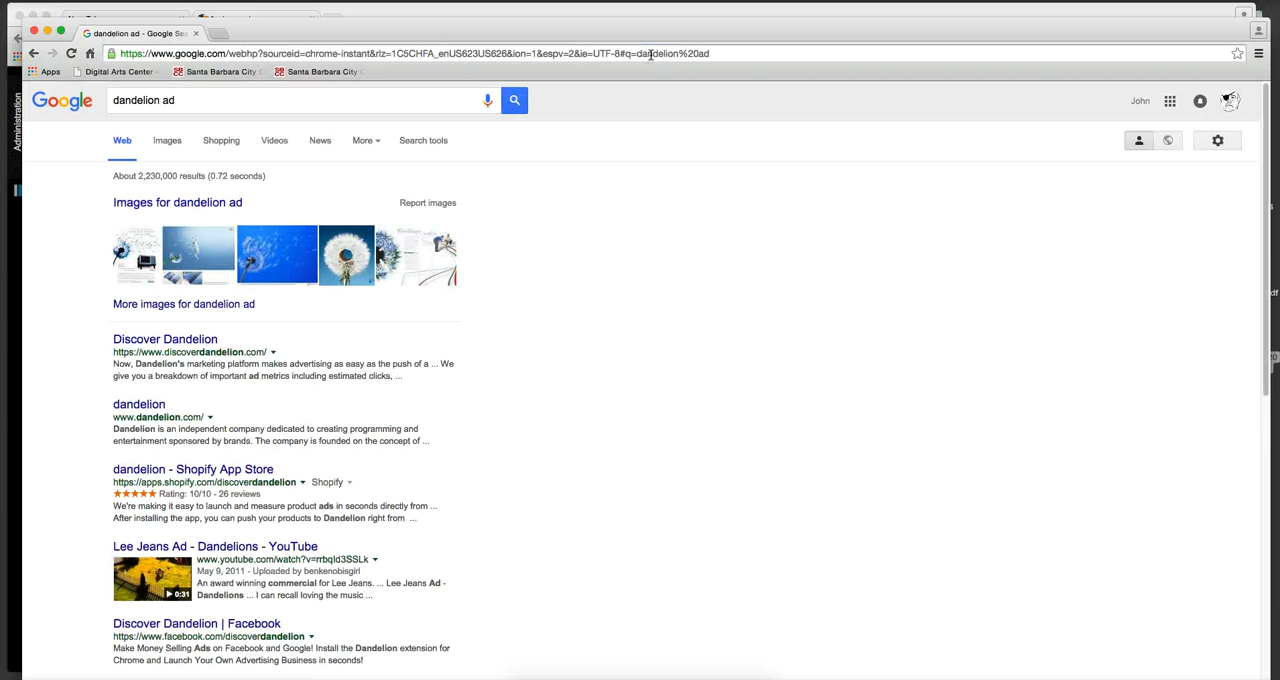 dandelion ad - Google Sea
https://www.google.com/webhp?sourceid=chrome-instant&rlz=1C5CHFA_enUS623US626&ion=1&espv=2&ie=UTF-8#q=dandelion%20ad
Apps Digital Arts Center Santa Barbara City Santa Barbara City
Administration
Google dandelion ad John
Web Images Shopping Videos News More Search tools
About 2,230,000 results (0.72 seconds)
Images for dandelion ad Report images
More images for dandelion ad
Discover Dandelion
https://www.discoverdandelion.com/
Now, Dandelion's marketing platform makes advertising as easy as the push of a ... We
give you a breakdown of important ad metrics including estimated clicks, ...
dandelion
www.dandelion.com/
Dandelion is an independent company dedicated to creating programming and
entertainment sponsored by brands. The company is founded on the concept of ...
dandelion - Shopify App Store
https://apps.shopify.com/discoverdandelion Shopify
Rating: 10/10 - 26 reviews
We're making it easy to launch and measure product ads in seconds directly from ...
After installing the app, you can push your products to Dandelion right from ...
Lee Jeans Ad - Dandelions - YouTube
www.youtube.com/watch?v=rrbqId3SSLk
May 9, 2011 - Uploaded by benkenobisgirl
An award winning commercial for Lee Jeans. ... Lee Jeans Ad -
Dandelions ... I can recall loving the music ...
0:31
Discover Dandelion | Facebook
https://www.facebook.com/discoverdandelion
Make Money Selling Ads on Facebook and Google! Install the Dandelion extension for
Chrome and Launch Your Own Advertising Business in seconds!